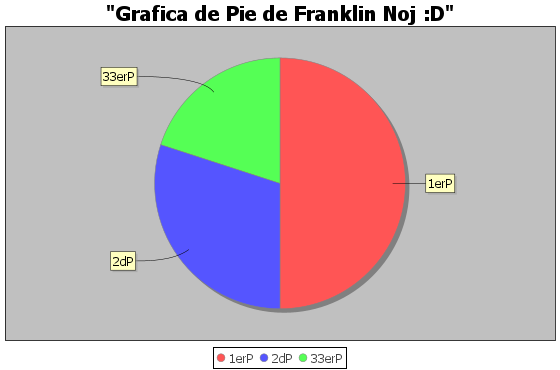 "Grafica de Pie de Franklin Noj :D"
33erP
1erP
2dP
1erP 2dP 33erP